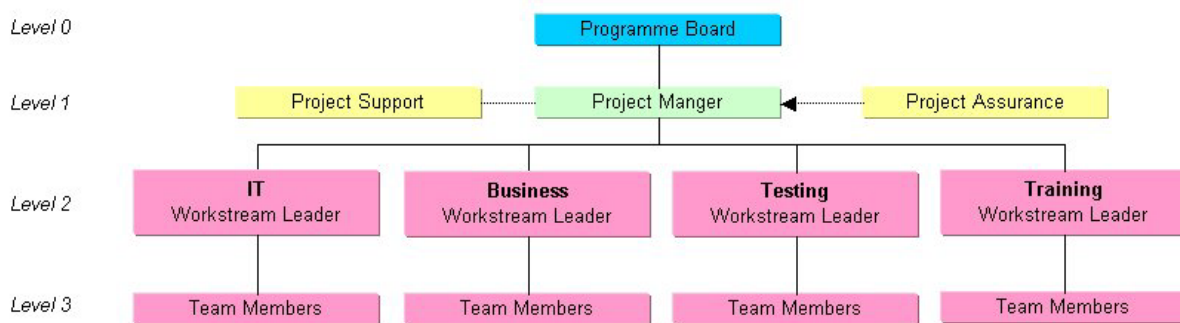 Level 0
Programme Board
Level 1
Project Support
Project Manger
Project Assurance
Level 2
IT
Workstream Leader
Business
Workstream Leader
Testing
Workstream Leader
Training
Workstream Leader
Level 3
Team Members
Team Members
Team Members
Team Members